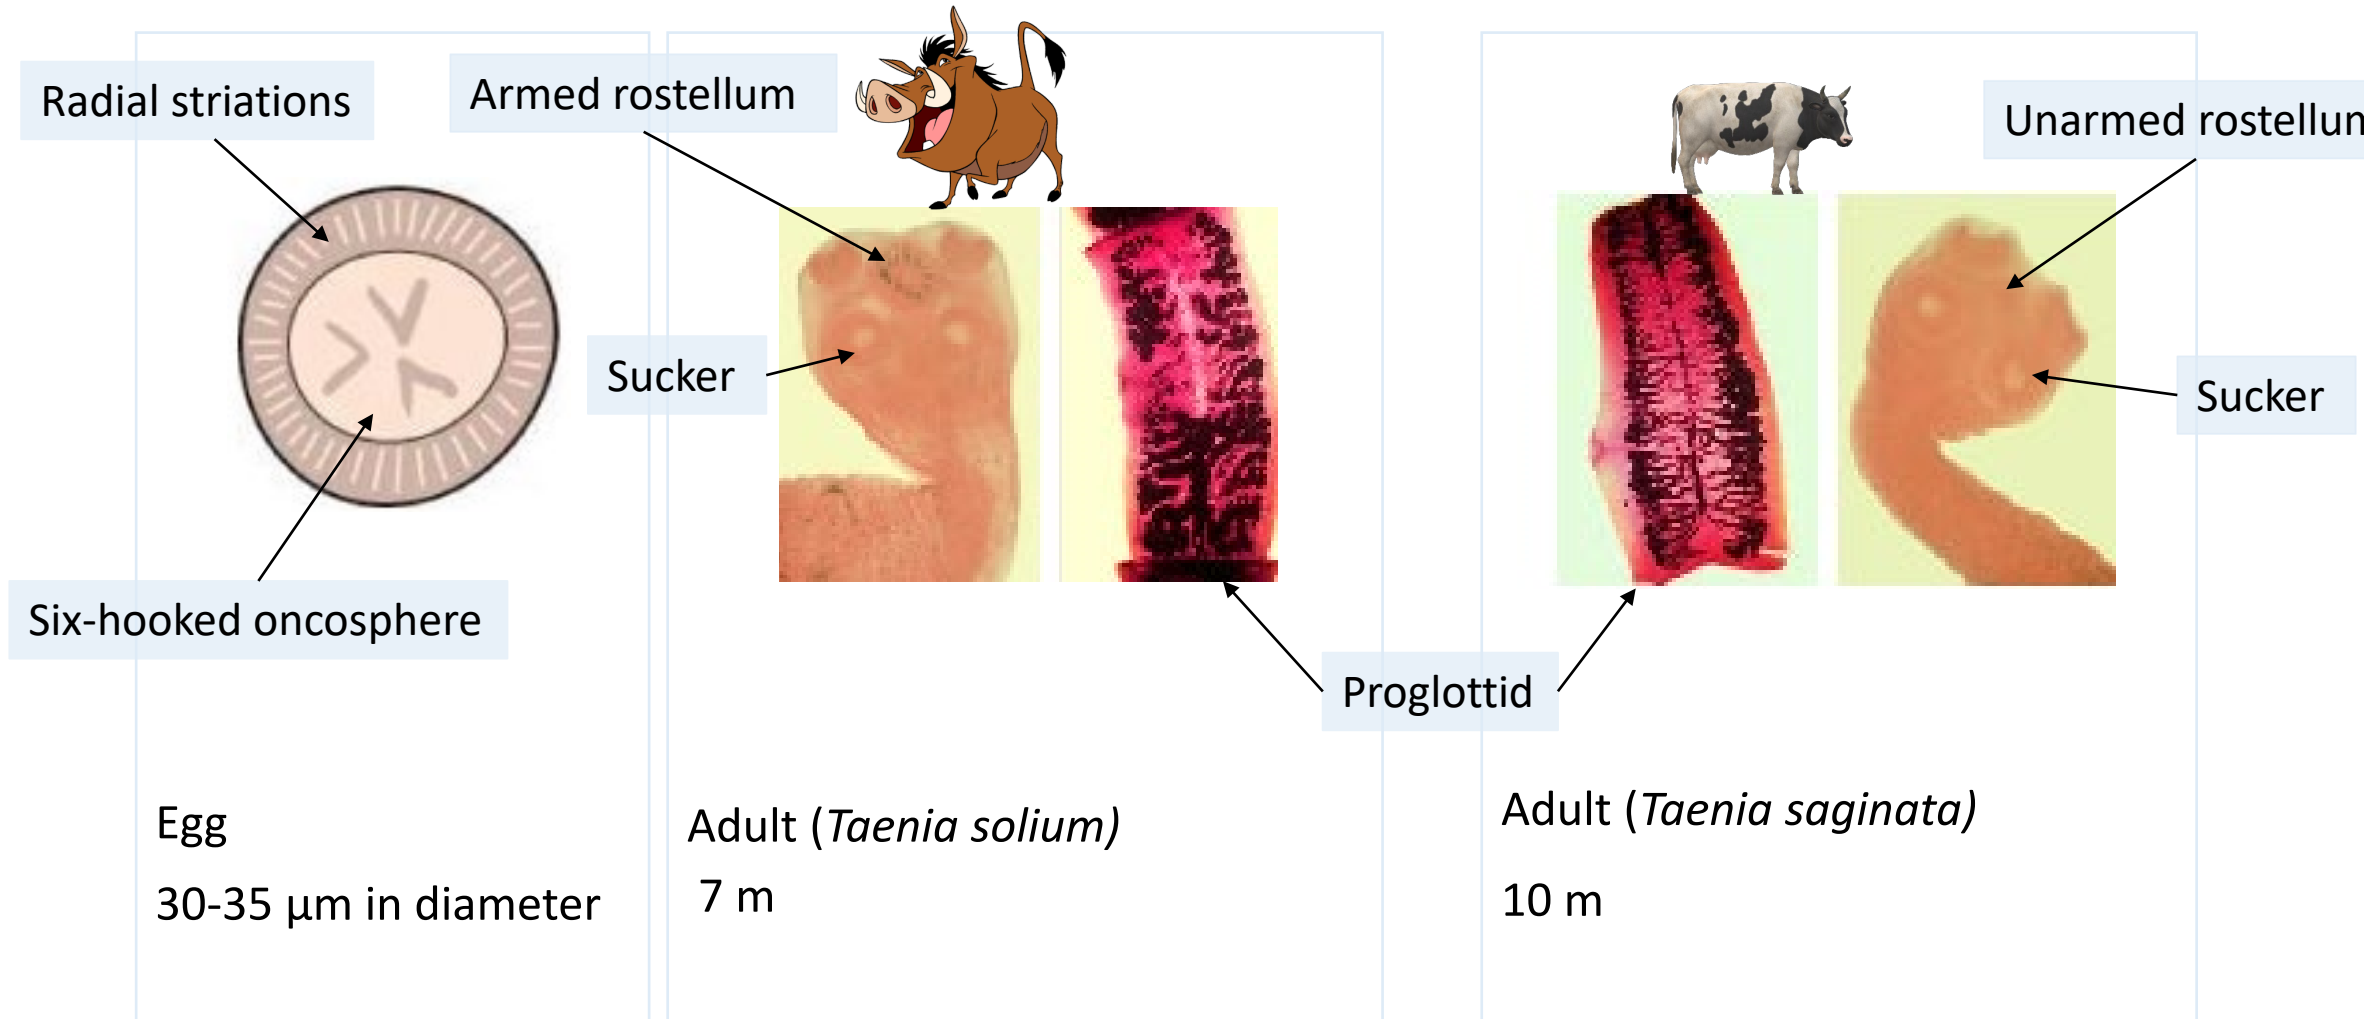 Radial striations
Armed rostellum
Unarmed rostellum
Sucker
Sucker
Six-hooked oncosphere
Proglottid
Egg
30-35 µm in diameter
Adult (Taenia solium)
7 m
Adult (Taenia saginata)
10 m